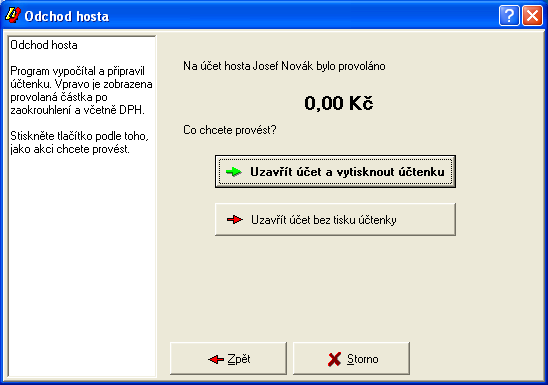 Odchod hosta
Odchod hosta
Program vypočítal a připravil
účtenku. Vpravo je zobrazena
provolaná částka po
zaokrouhlení a včetně DPH.
Stiskněte tlačítko podle toho,
jako akci chcete provést.
Na účet hosta Josef Novák bylo provoláno
0,00 Kč
Co chcete provést?
Uzavřít účet a vytisknout účtenku
Uzavřít účet bez tisku účtenky
Zpět
Storno